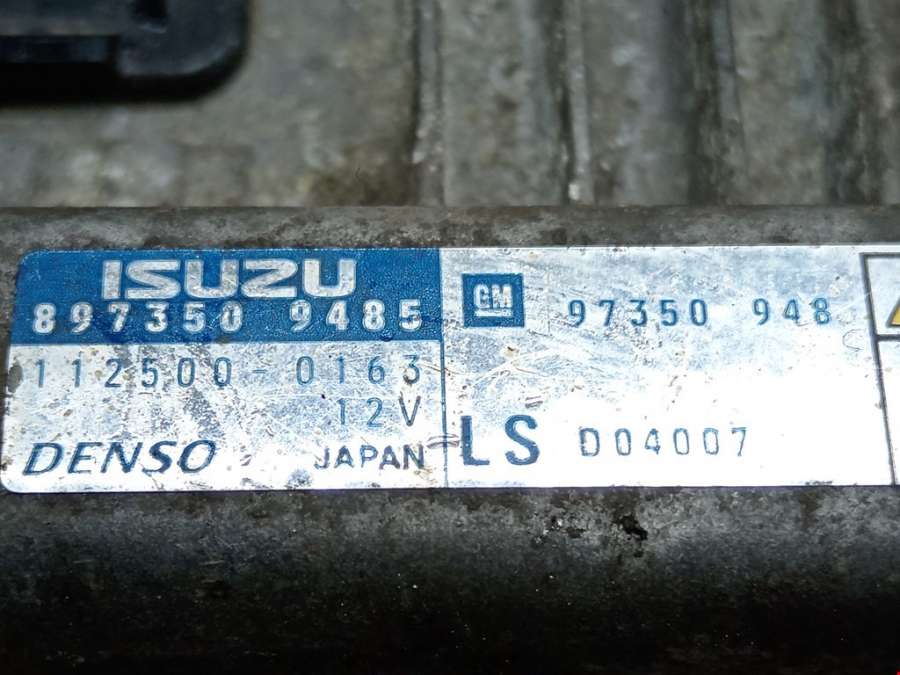 ISUZU
897350 9485
112500-0163
12V
DENSO JAPAN
GM 97350 948
LS D04007